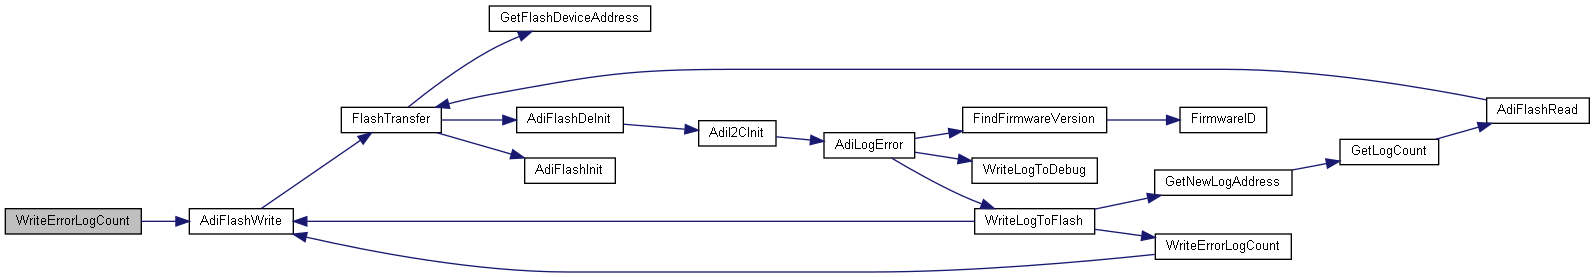 GetFlashDeviceAddress
FlashTransfer
AdiFlashDeInit
AdiFlashInit
AdiI2CInit
AdiLogError
FindFirmwareVersion
FirmwareID
WriteLogToDebug
AdiFlashRead
GetLogCount
GetNewLogAddress
WriteErrorLogCount
AdiFlashWrite
WriteLogToFlash
WriteErrorLogCount